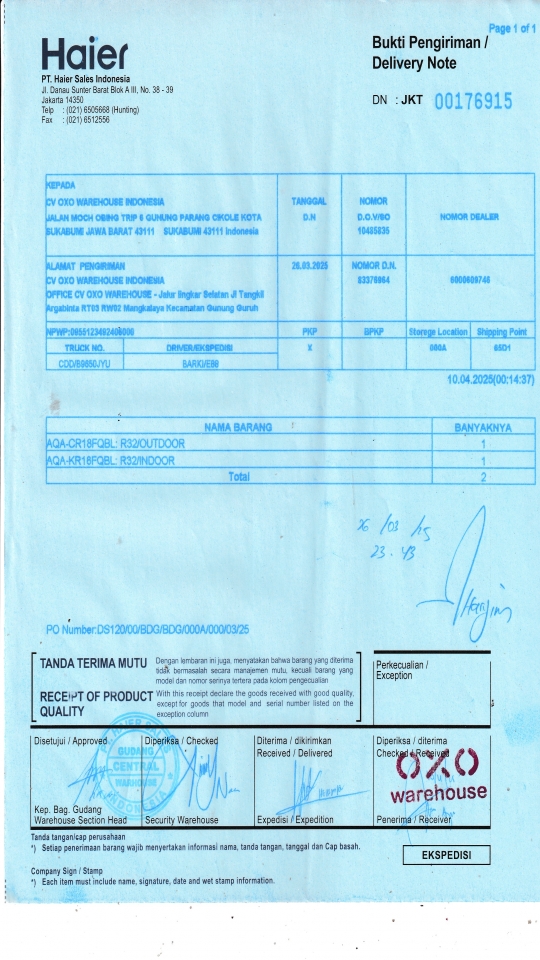 Page 1 of 1
Haier
Bukti Pengiriman /
Delivery Note
PT. Haier Sales Indonesia
Jl. Danau Sunter Barat Blok A III, No. 38 - 39
Jakarta 14350
Telp : (021) 6505668 (Hunting)
Fax : (021) 6512556
DN : JKT 00176915
KEPADA
CV OXO WAREHOUSE INDONESIA
JALAN MOCH OBING TRIP 6 GUNUNG PARANG CIKOLE KOTA
SUKABUMI JAWA BARAT 43111 SUKABUMI 43111 Indonesia
TANGGAL
D.N
NOMOR
D.O.V/SO
10485835
NOMOR DEALER
ALAMAT PENGIRIMAN
CV OXO WAREHOUSE INDONESIA
OFFICE CV OXO WAREHOUSE - Jalur lingkar Selatan Jl Tangkil
Argabinta RT03 RW02 Mangkalaya Kecamatan Gunung Guruh
26.03.2025
NOMOR D.N.
83376964
6000609746
NPWP: PKP BPKP Storege Location Shipping Point
TRUCK NO. DRIVER/EKSPEDISI X 000A 65D1
CDD/B9650JYU BARKI/E90
10.04.2025(00:14:37)
NAMA BARANG BANYAKNYA
AQA-CR18FQBL: R32/OUTDOOR 1
AQA-KR18FQBL: R32/INDOOR 1
Total 2
26/03/25
23.43
PO Number:DS120/00/BDG/BDG/000A/000/03/25
TANDA TERIMA MUTU
Dengan lembaran ini juga, menyatakan bahwa barang yang diterima
tidak bermasalah secara manajemen mutu, kecuali barang yang
model dan nomor serinya tertera pada kolom pengecualian
RECEIPT OF PRODUCT
QUALITY
With this receipt declare the goods received with good quality,
except for goods that model and serial number listed on the
exception column
Perkecualian /
Exception
Disetujui / Approved
Diperiksa / Checked
Diterima / dikirimkan
Received / Delivered
Diperiksa / diterima
Checked / Received
GUDANG
CENTRAL
WARHOUSE
INDONESIA
OXO
warehouse
Kep. Bag. Gudang
Warehouse Section Head
Security Warehouse
Expedisi / Expedition
Penerima / Receiver
Tanda tangan/cap perusahaan
*) Setiap penerimaan barang wajib menyertakan informasi nama, tanda tangan, tanggal dan Cap basah.
EKSPEDISI
Company Sign / Stamp
*) Each item must include name, signature, date and wet stamp information.